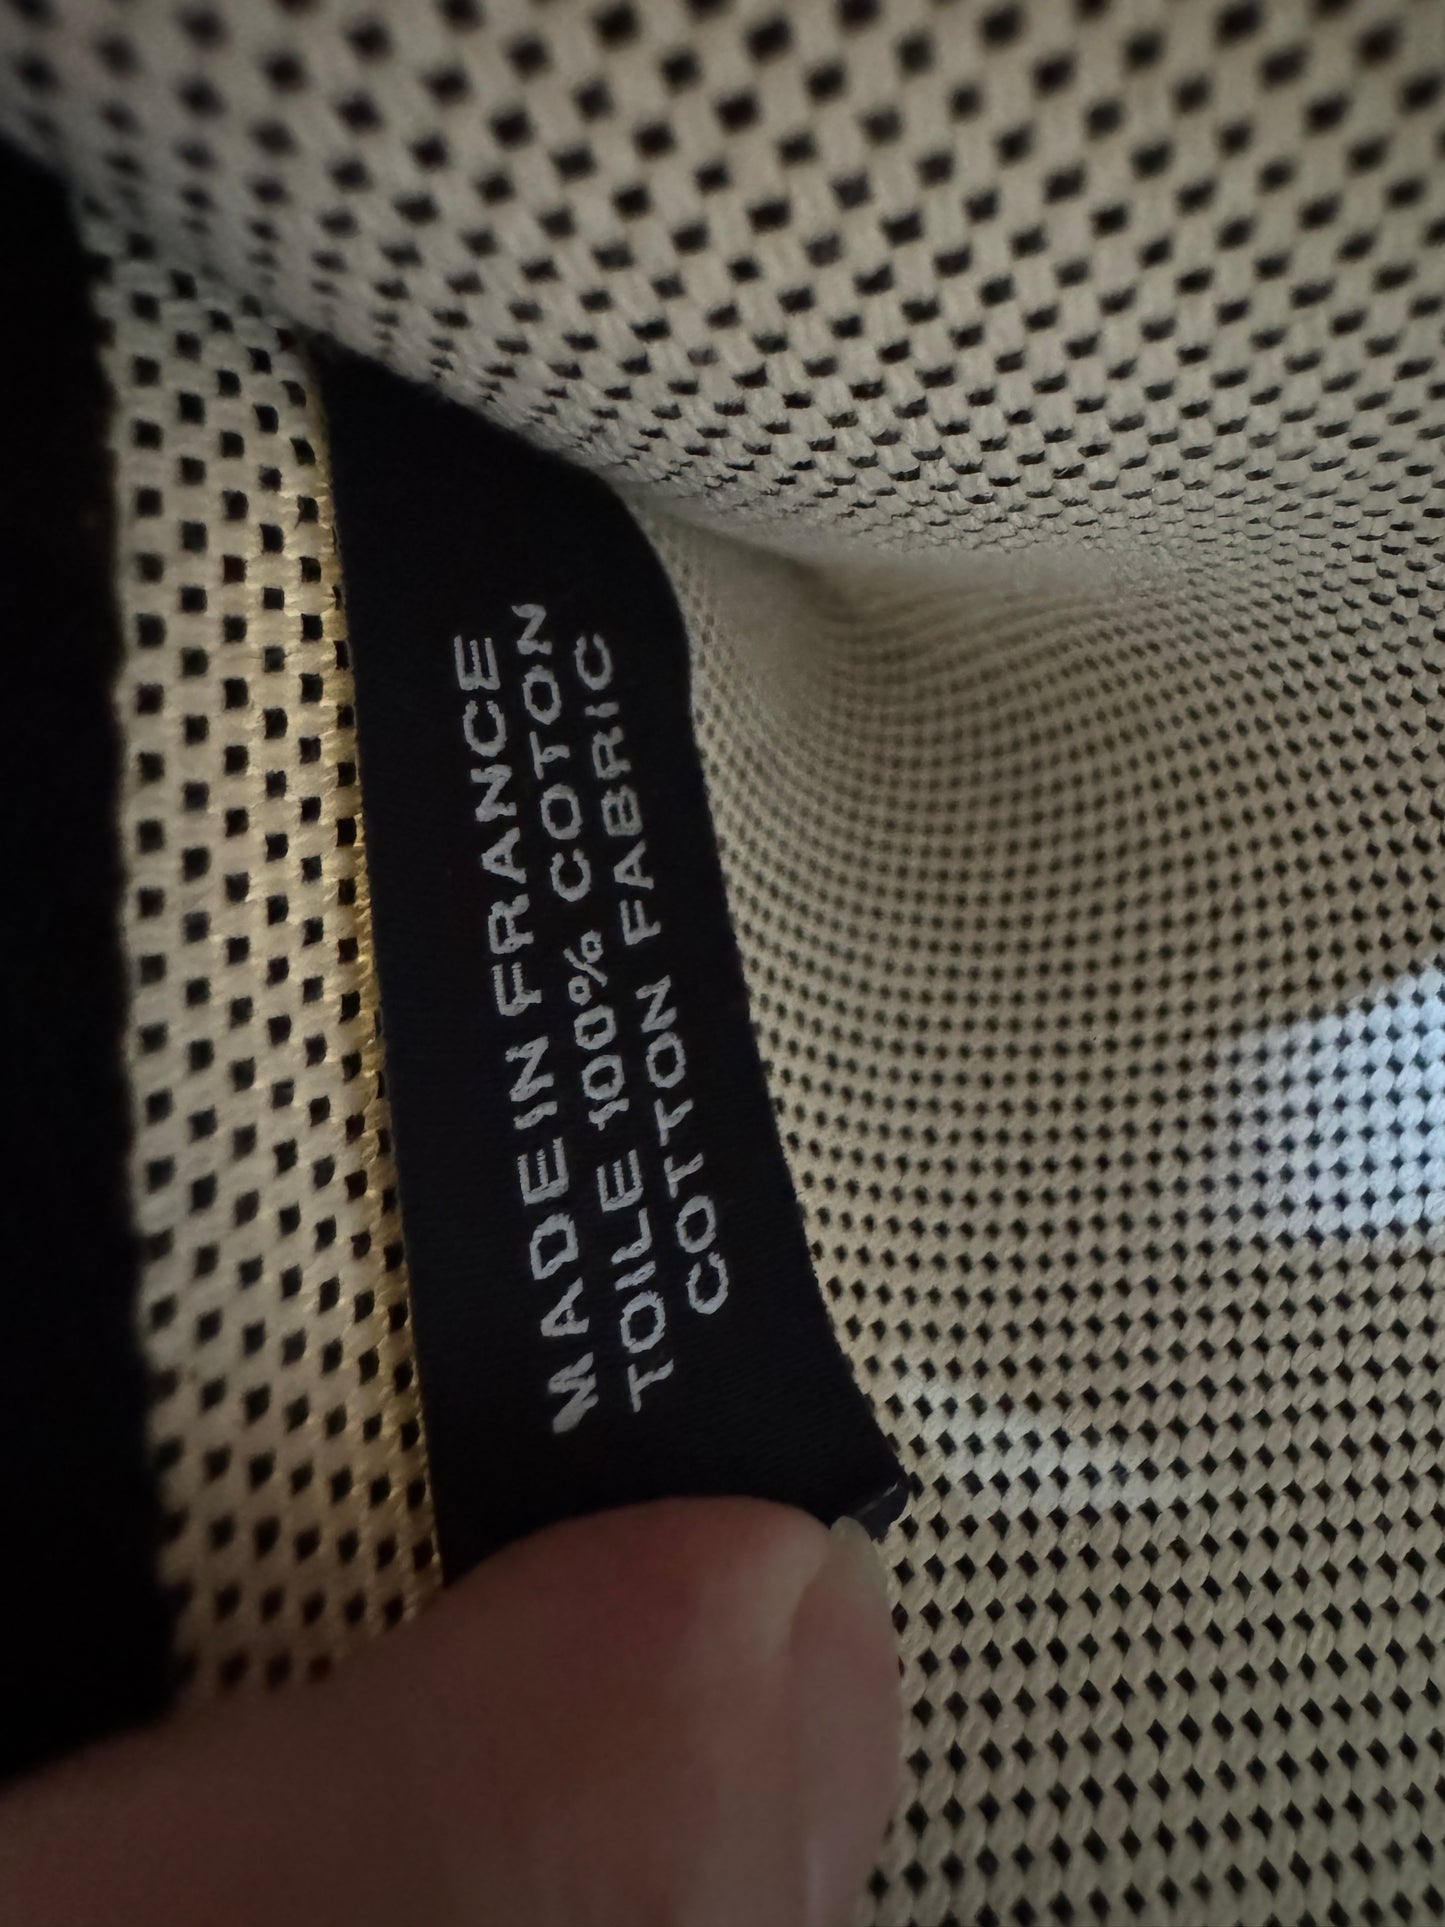 MADE IN FRANCE
TOILE 100% COTON
COTTON FABRIC